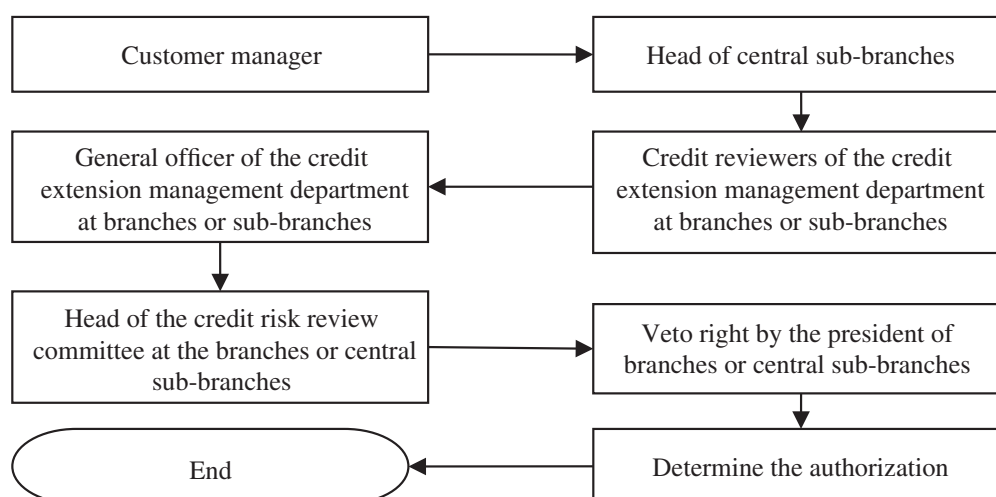 Customer manager
Head of central sub-branches
General officer of the credit
extension management department
at branches or sub-branches
Credit reviewers of the credit
extension management department
at branches or sub-branches
Head of the credit risk review
committee at the branches or central
sub-branches
Veto right by the president of
branches or central sub-branches
End
Determine the authorization